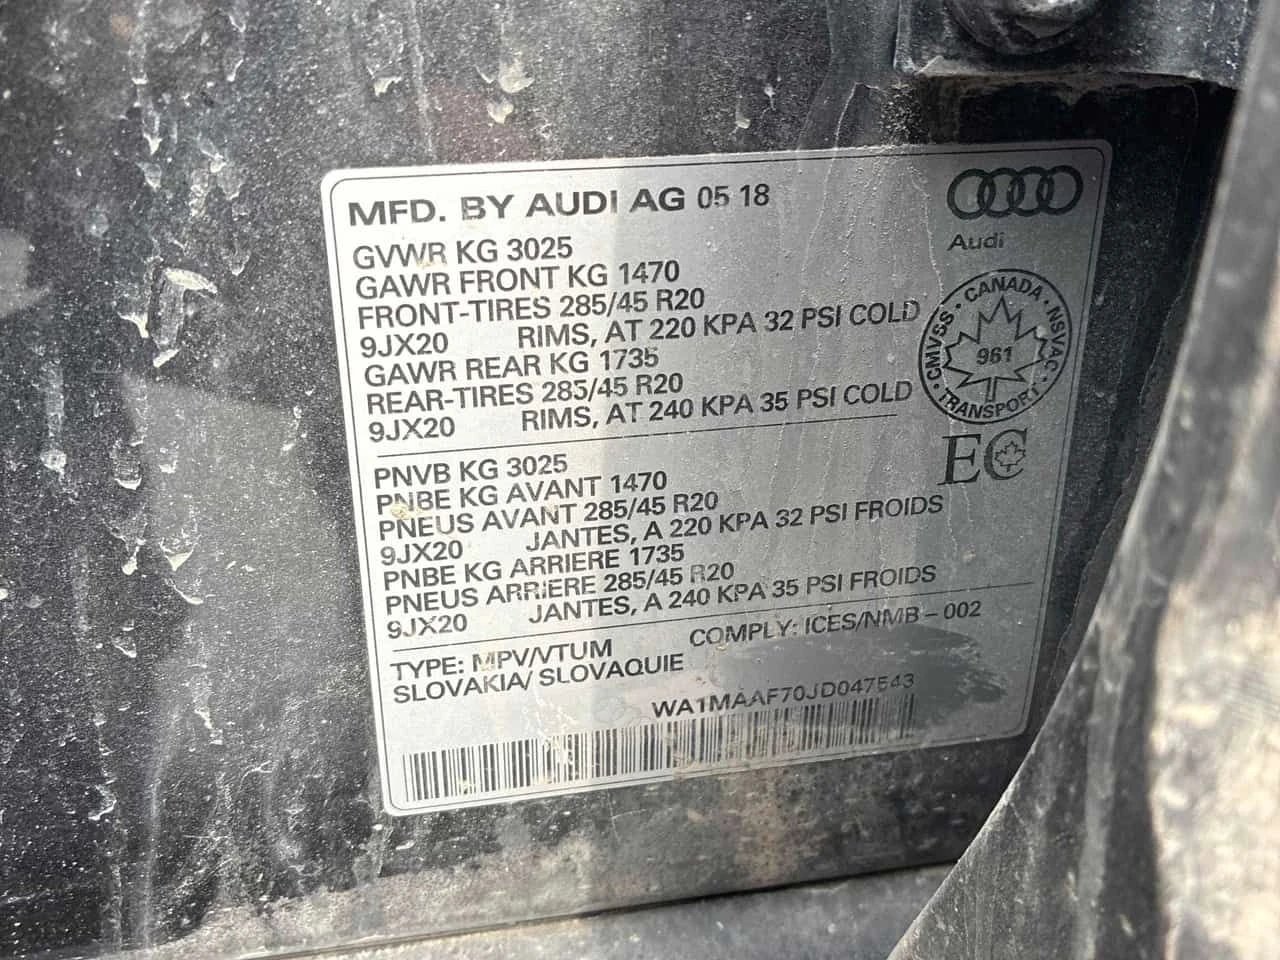 MFD. BY AUDI AG 05 18
Audi
GVWR KG 3025
GAWR FRONT KG 1470
FRONT-TIRES 285/45 R20
9JX20 RIMS, AT 220 KPA 32 PSI COLD
GAWR REAR KG 1735
REAR-TIRES 285/45 R20
9JX20 RIMS, AT 240 KPA 35 PSI COLD
CANADA · NSVAC · TRANSPORT · CMVSS ·
961
EC
PNVB KG 3025
PNBE KG AVANT 1470
PNEUS AVANT 285/45 R20
9JX20 JANTES, A 220 KPA 32 PSI FROIDS
PNBE KG ARRIERE 1735
PNEUS ARRIERE 285/45 R20
9JX20 JANTES, A 240 KPA 35 PSI FROIDS
TYPE: MPV/VTUM COMPLY: ICES/NMB – 002
SLOVAKIA/ SLOVAQUIE
WA1MAAF70JD047543